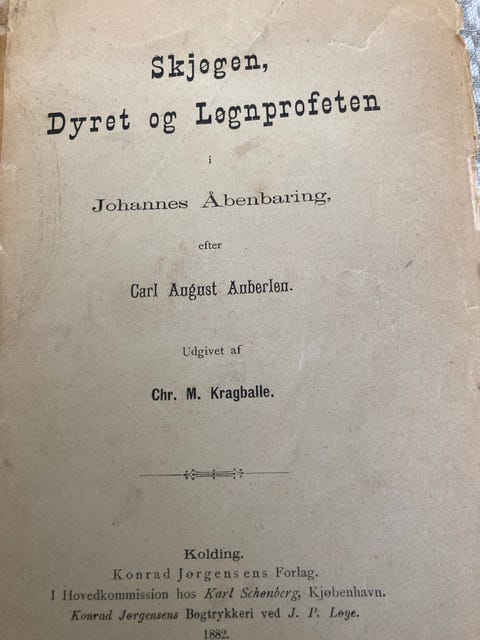 Skjøgen,
Dyret og Løgnprofeten
i
Johannes Åbenbaring,
efter
Carl August Auberlen.
Udgivet af
Chr. M. Kragballe.
Kolding.
Konrad Jørgensens Forlag.
I Hovedkommission hos Karl Schønberg, Kjøbenhavn.
Konrad Jørgensens Bogtrykkeri ved J. P. Løye.
1882.